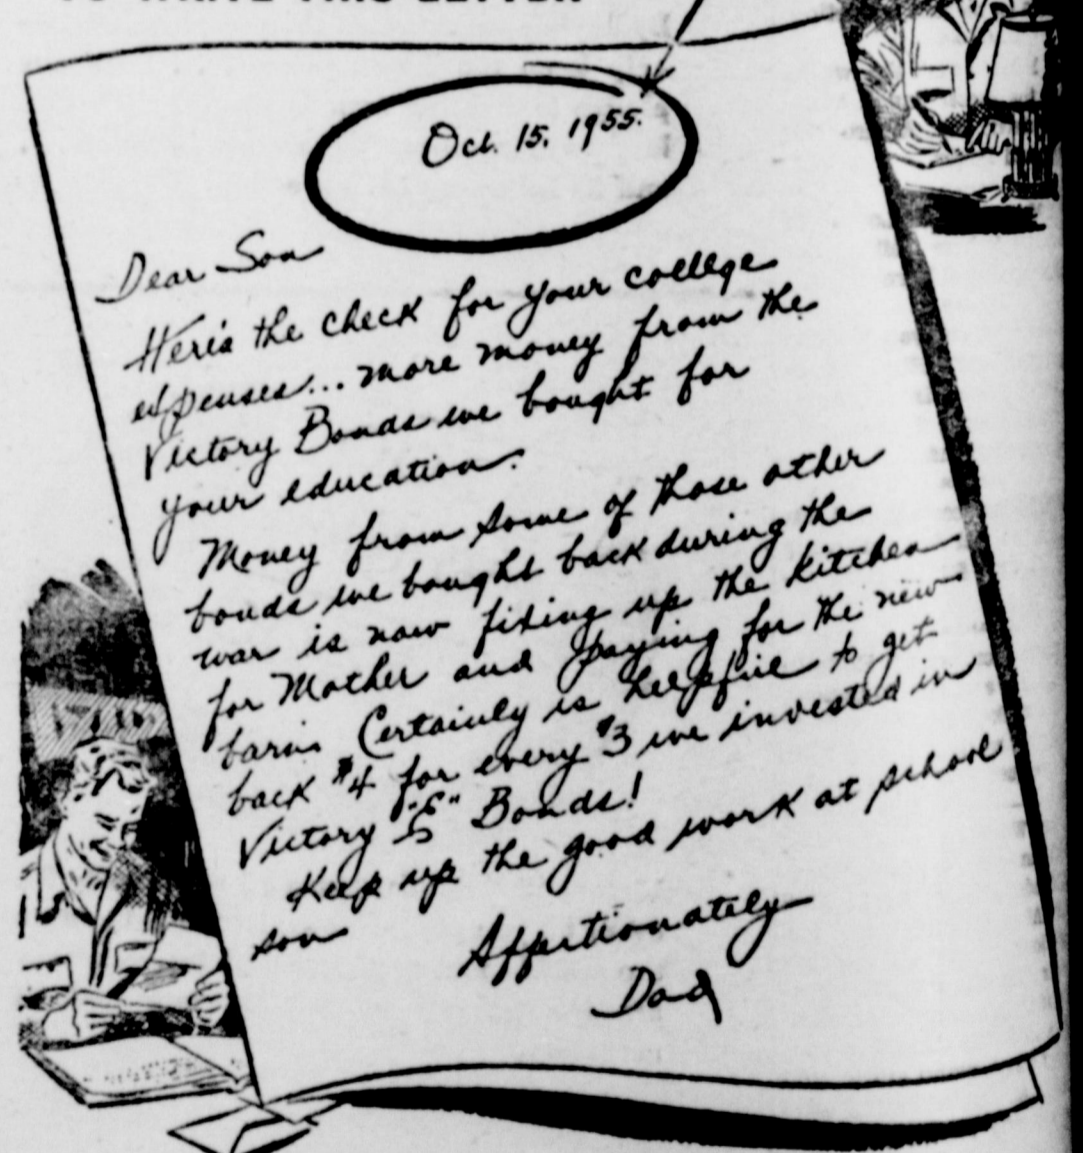 Oct. 15, 1955.
Dear Son
Here's the check for your college
expenses... more money from the
Victory Bonds we bought for
your education.
Money from some of those other
bonds we bought back during the
war is now fixing up the kitchen
for Mother and paying for the new
barn. Certainly is helpful to get
back $4 for every $3 we invested in
Victory "E" Bonds!
Keep up the good work at school
son
Affectionately
Dad